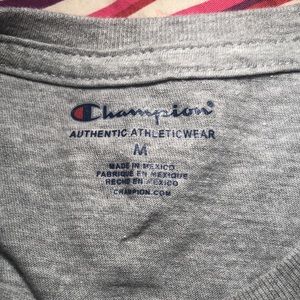 Champion
AUTHENTIC ATHLETICWEAR
M
MADE IN MEXICO
FABRIQUÉ EN MEXIQUE
HECHO EN MÉXICO
CHAMPION.COM